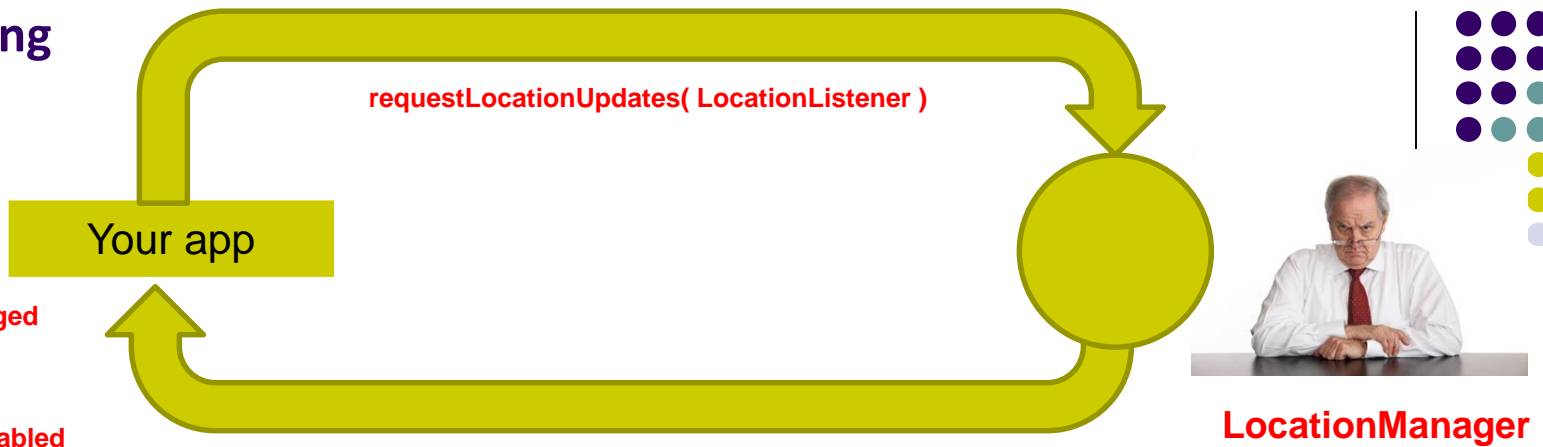 ng
requestLocationUpdates( LocationListener )
Your app
ged
abled
LocationManager